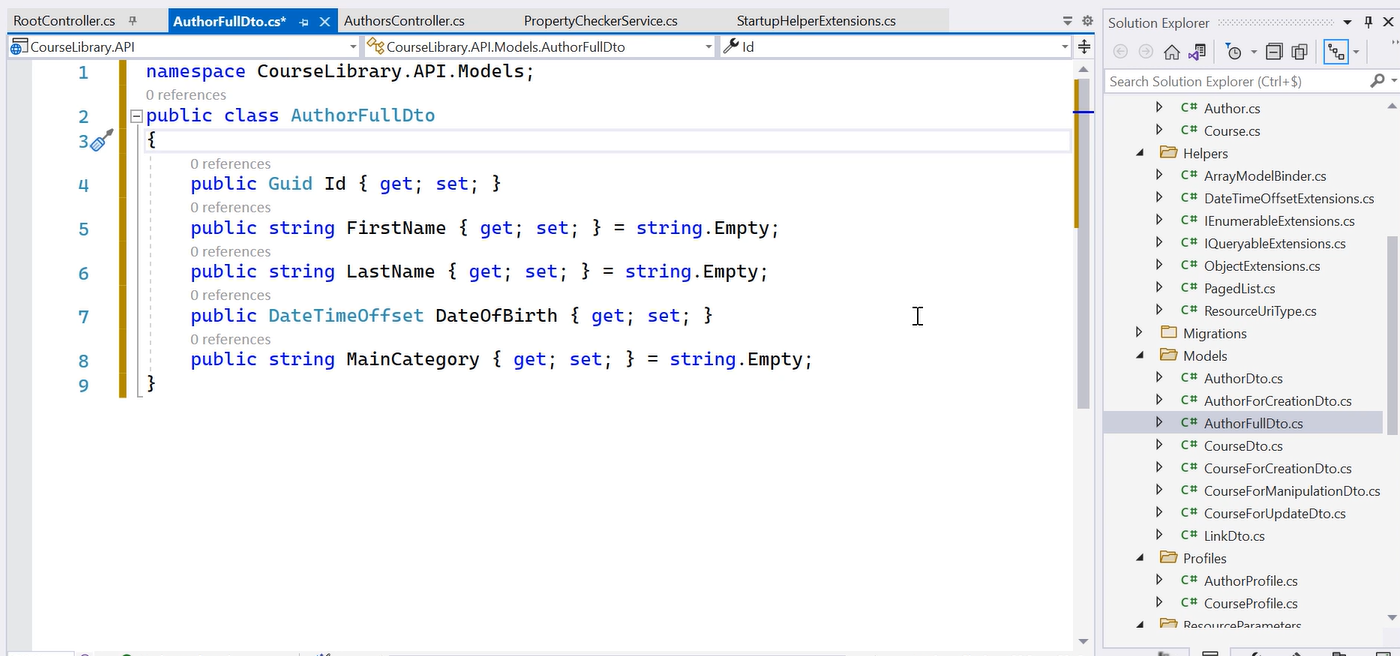 RootController.cs
AuthorFullDto.cs*
AuthorsController.cs
PropertyCheckerService.cs
StartupHelperExtensions.cs
CourseLibrary.API
CourseLibrary.API.Models.AuthorFullDto
Id
1 namespace CourseLibrary.API.Models;
0 references
2 public class AuthorFullDto
3 {
0 references
4 public Guid Id { get; set; }
0 references
5 public string FirstName { get; set; } = string.Empty;
0 references
6 public string LastName { get; set; } = string.Empty;
0 references
7 public DateTimeOffset DateOfBirth { get; set; }
0 references
8 public string MainCategory { get; set; } = string.Empty;
9 }
Solution Explorer
Search Solution Explorer (Ctrl+$)
C# Author.cs
C# Course.cs
Helpers
C# ArrayModelBinder.cs
C# DateTimeOffsetExtensions.cs
C# IEnumerableExtensions.cs
C# IQueryableExtensions.cs
C# ObjectExtensions.cs
C# PagedList.cs
C# ResourceUriType.cs
Migrations
Models
C# AuthorDto.cs
C# AuthorForCreationDto.cs
C# AuthorFullDto.cs
C# CourseDto.cs
C# CourseForCreationDto.cs
C# CourseForManipulationDto.cs
C# CourseForUpdateDto.cs
C# LinkDto.cs
Profiles
C# AuthorProfile.cs
C# CourseProfile.cs
ResourceParameters